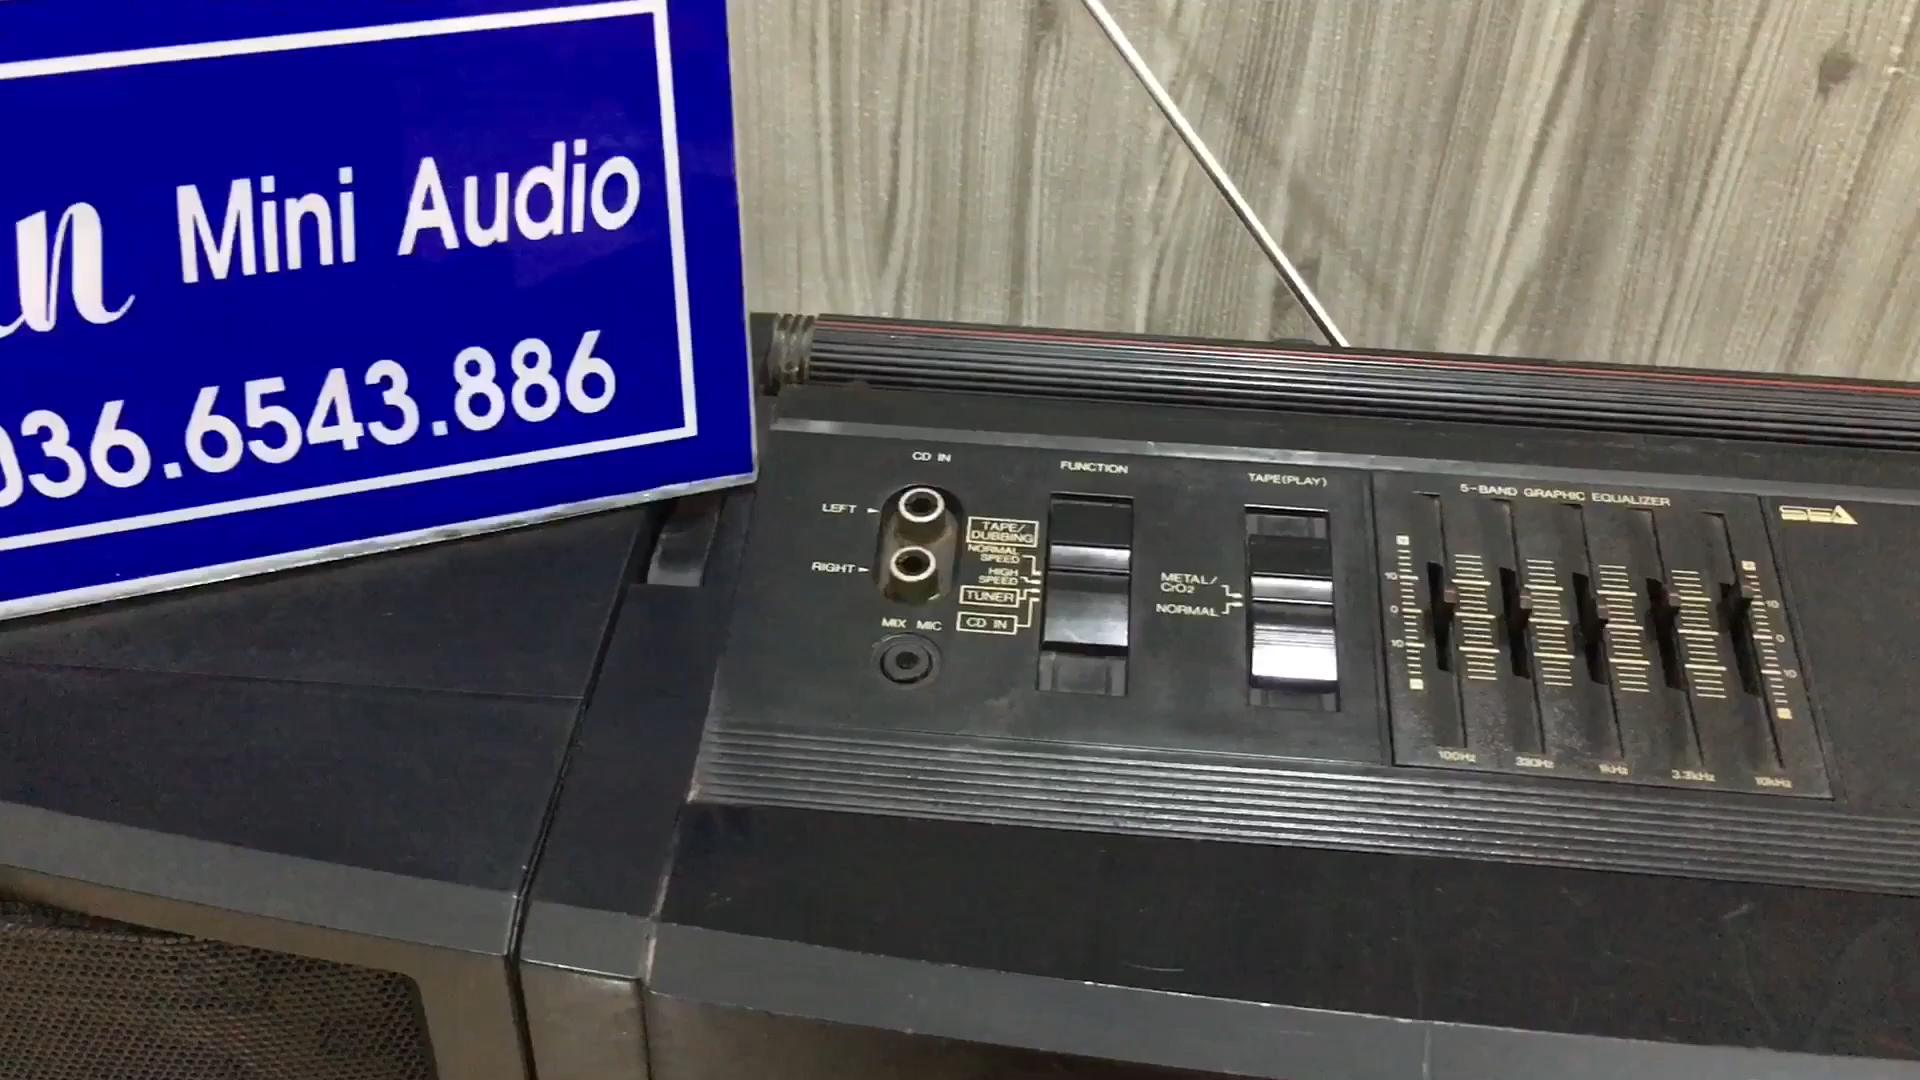 Mini Audio
036.6543.886
CD IN
LEFT
RIGHT
MIX MIC
FUNCTION
TAPE/
DUBBING
NORMAL
SPEED
HIGH
SPEED
TUNER
CD IN
TAPE(PLAY)
METAL/
CrO2
NORMAL
5-BAND GRAPHIC EQUALIZER
10
0
10
10
0
10
100Hz 330Hz 1kHz 3.3kHz 10kHz
SEA